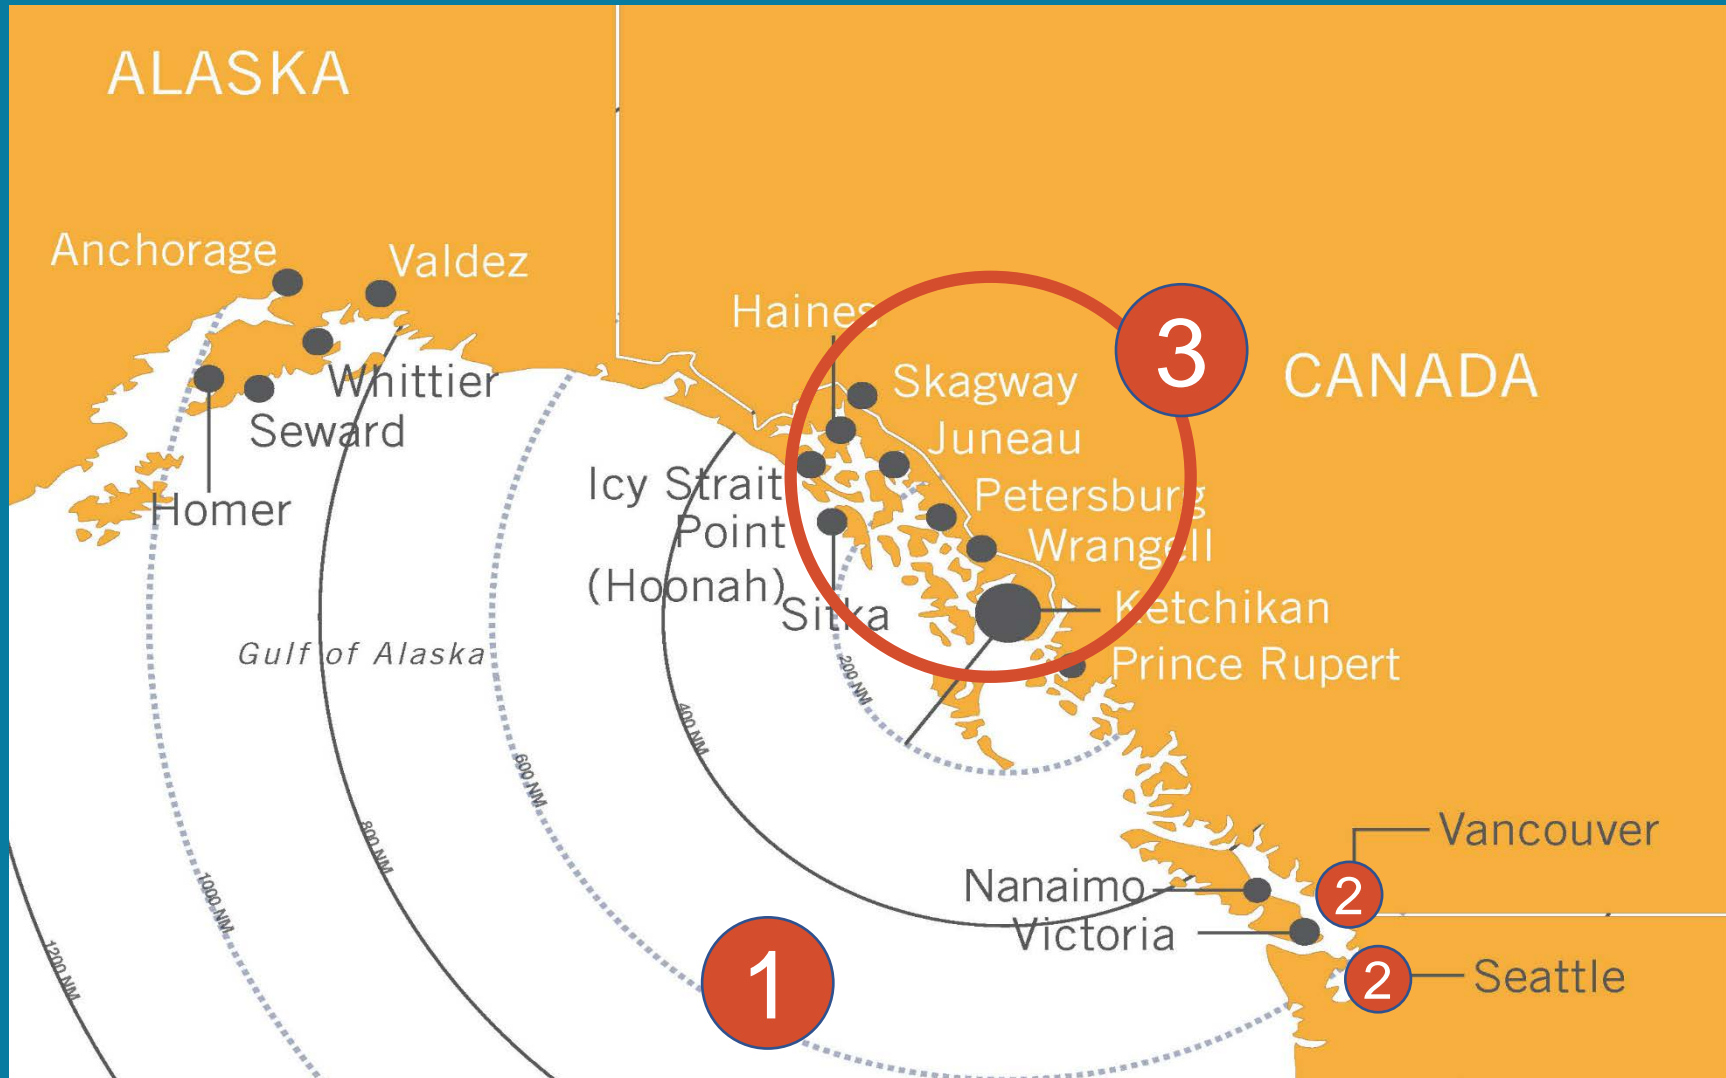 ALASKA
Anchorage
Valdez
Whittier
Seward
Homer
Haines
3
CANADA
Skagway
Juneau
Icy Strait
Point
(Hoonah)
Petersburg
Wrangell
Sitka
Ketchikan
Prince Rupert
Gulf of Alaska
200 NM
400 NM
600 NM
800 NM
1000 NM
1200 NM
Vancouver
Nanaimo
2
Victoria
1
2
Seattle